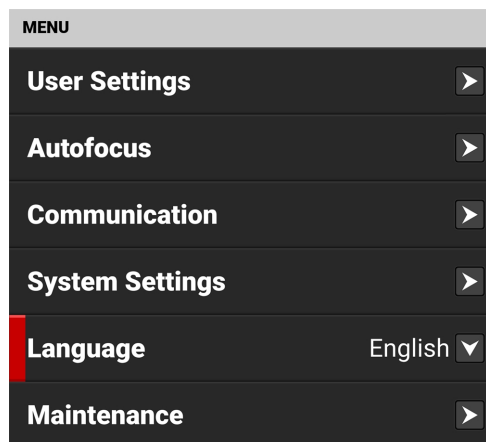 MENU
User Settings
Autofocus
Communication
System Settings
Language English
Maintenance